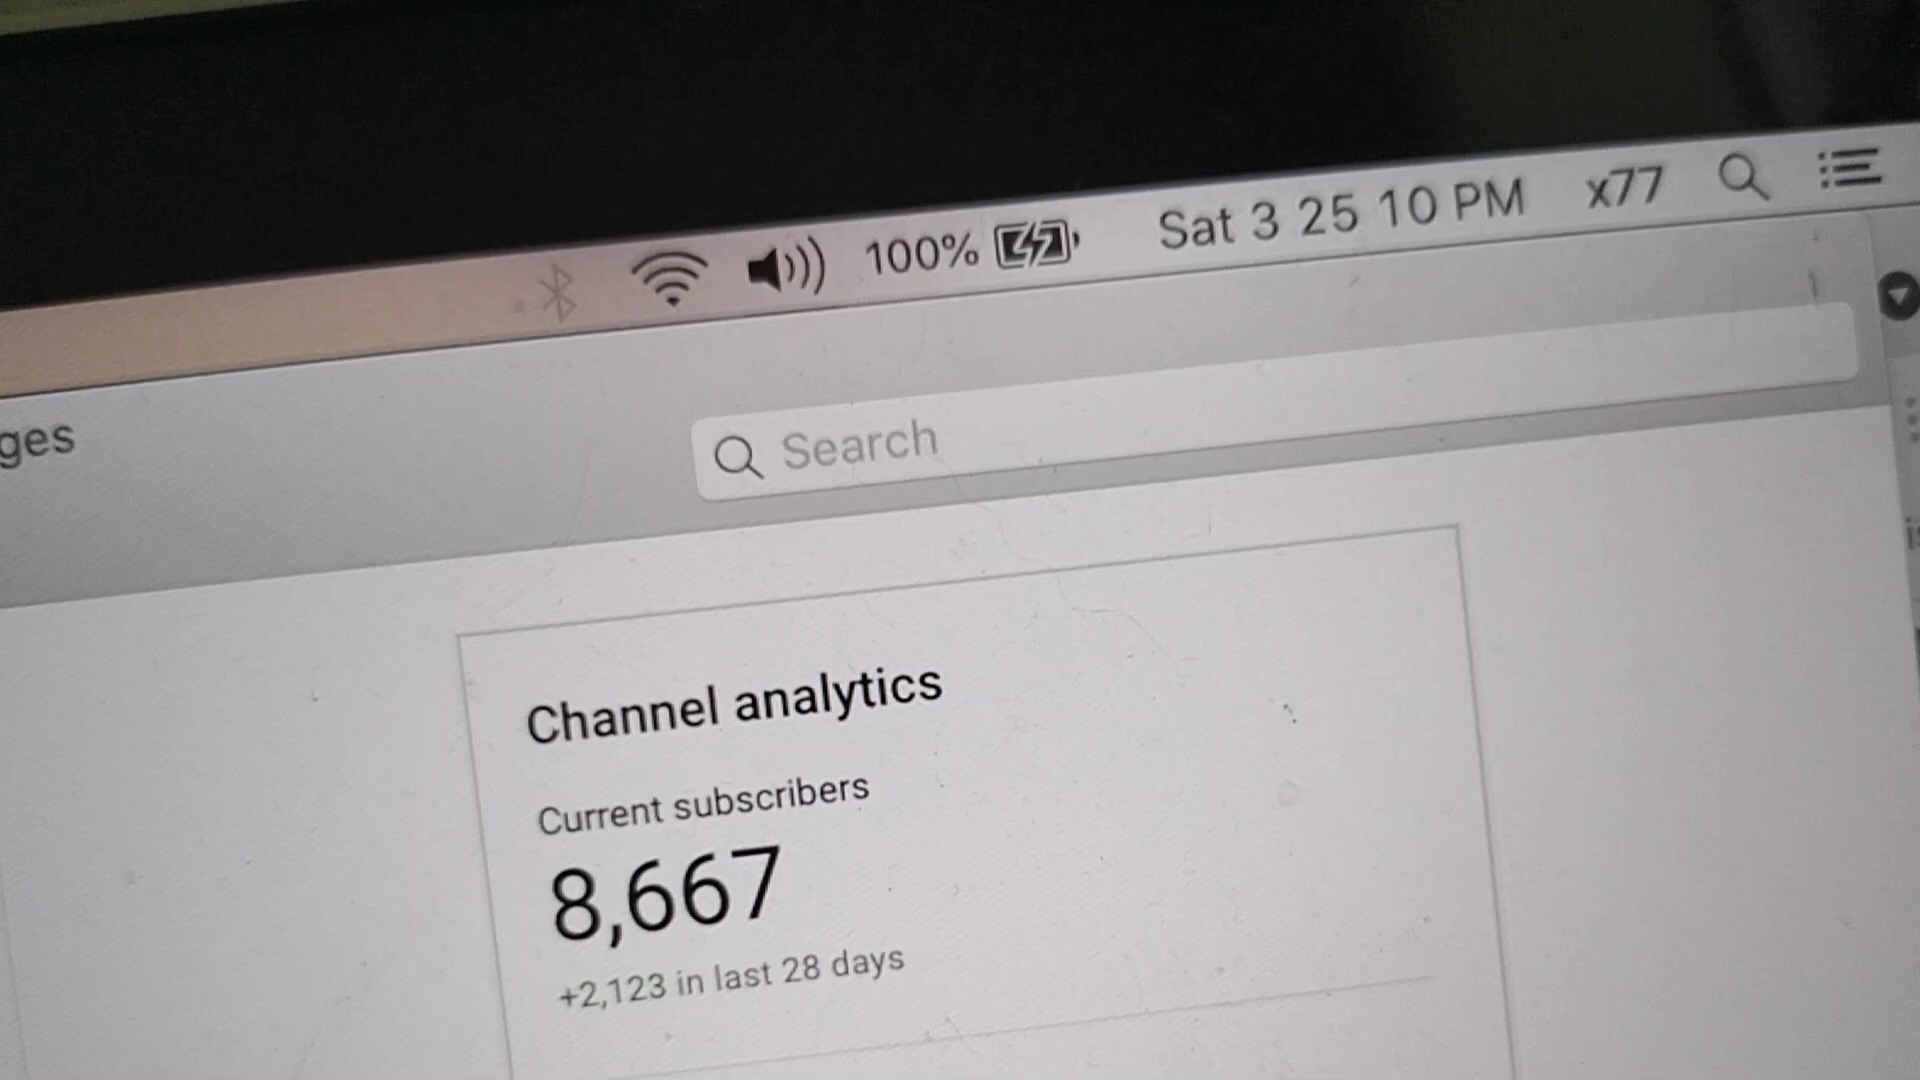 100% Sat 3 25 10 PM x77
ges
Search
Channel analytics
Current subscribers
8,667
+2,123 in last 28 days